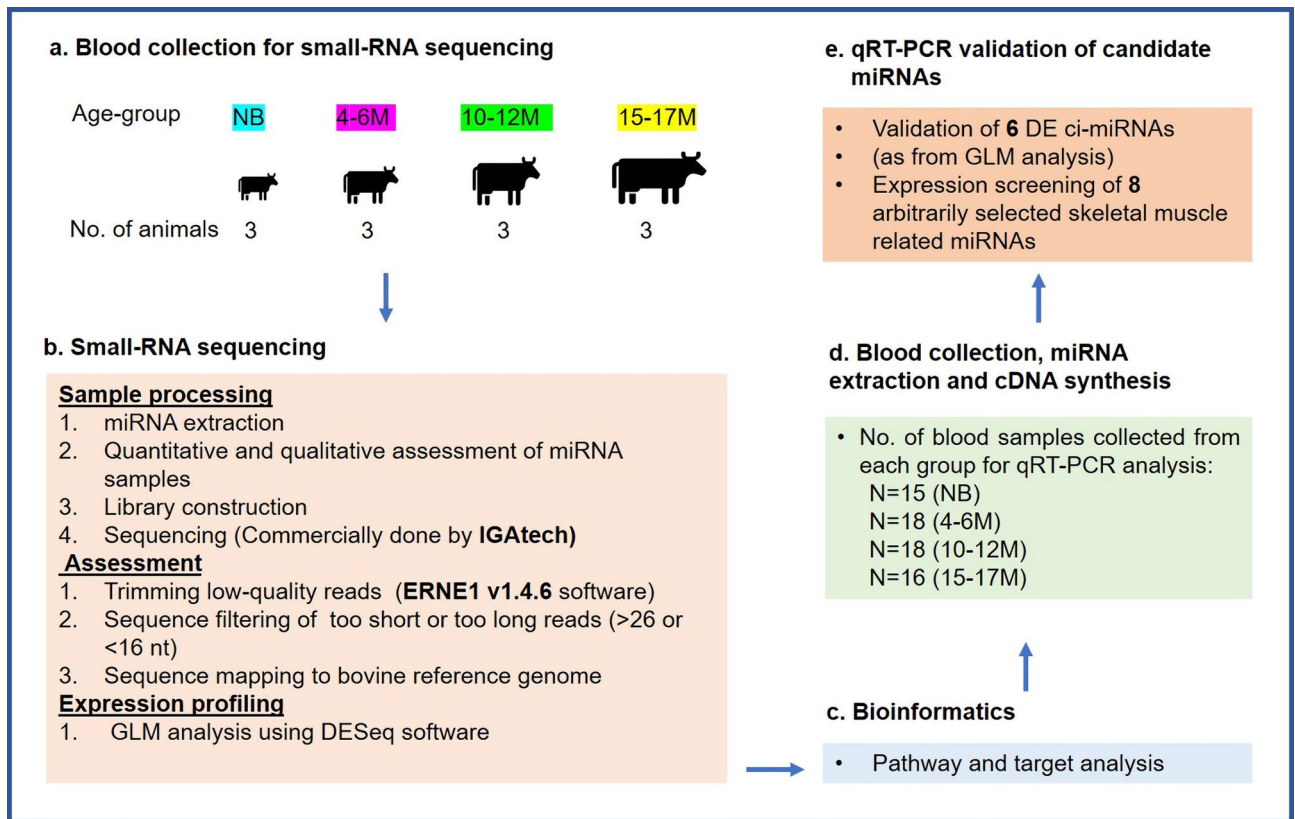 a. Blood collection for small-RNA sequencing
Age-group NB 4-6M 10-12M 15-17M
No. of animals 3 3 3 3
b. Small-RNA sequencing
Sample processing
1. miRNA extraction
2. Quantitative and qualitative assessment of miRNA
samples
3. Library construction
4. Sequencing (Commercially done by IGAtech)
Assessment
1. Trimming low-quality reads (ERNE1 v1.4.6 software)
2. Sequence filtering of too short or too long reads (>26 or
<16 nt)
3. Sequence mapping to bovine reference genome
Expression profiling
1. GLM analysis using DESeq software
c. Bioinformatics
• Pathway and target analysis
d. Blood collection, miRNA
extraction and cDNA synthesis
• No. of blood samples collected from
each group for qRT-PCR analysis:
N=15 (NB)
N=18 (4-6M)
N=18 (10-12M)
N=16 (15-17M)
e. qRT-PCR validation of candidate
miRNAs
• Validation of 6 DE ci-miRNAs
• (as from GLM analysis)
• Expression screening of 8
arbitrarily selected skeletal muscle
related miRNAs